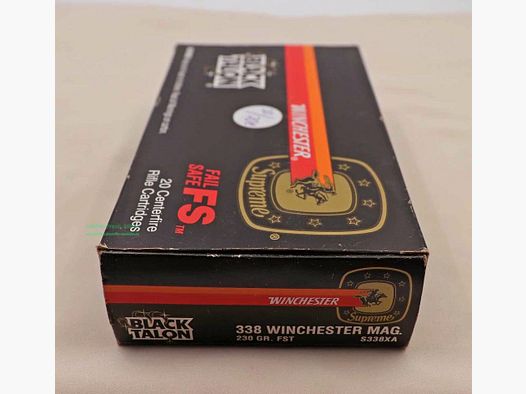 BLACK
TALON
WINCHESTER®
Supreme®
FAIL
SAFE FS™
20 Centerfire
Rifle Cartridges
WINCHESTER
BLACK
TALON
338 WINCHESTER MAG.
230 GR. FST
Supreme
S338XA